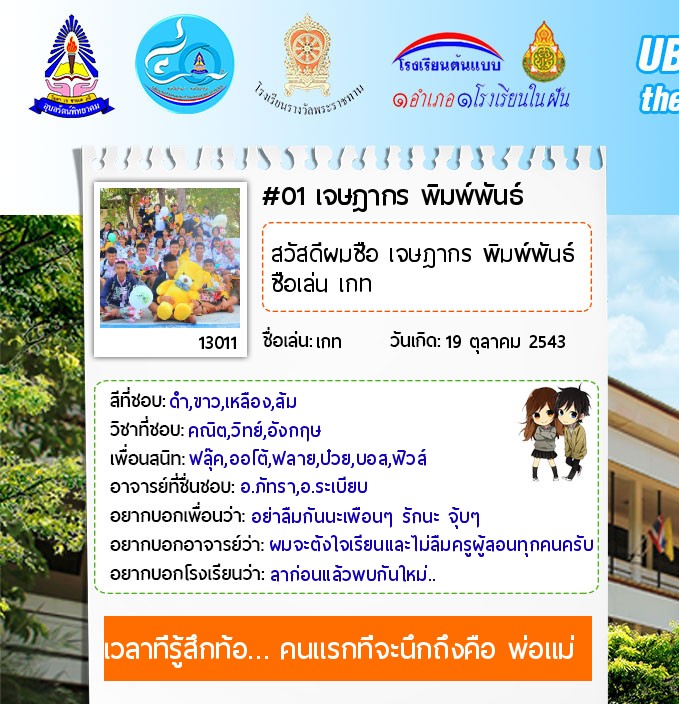 อุบลรัตน์พิทยาคม
โรงเรียนรางวัลพระราชทาน
โรงเรียนต้นแบบ
๑อำเภอ๑โรงเรียนในฝัน
UB
the
#01 เจษฎากร พิมพ์พันธ์
สวัสดีผมชื่อ เจษฎากร พิมพ์พันธ์
ชื่อเล่น เกท
13011
ชื่อเล่น: เกท
วันเกิด: 19 ตุลาคม 2543
สีที่ชอบ: ดำ,ขาว,เหลือง,ส้ม
วิชาที่ชอบ: คณิต,วิทย์,อังกฤษ
เพื่อนสนิท: ฟลุ๊ค,ออโต้,ฟลาย,ป๋วย,บอส,ฟิวส์
อาจารย์ที่ชื่นชอบ: อ.ภัทรา,อ.ระเบียบ
อยากบอกเพื่อนว่า: อย่าลืมกันนะเพื่อนๆ รักนะ จุ้บๆ
อยากบอกอาจารย์ว่า: ผมจะตั้งใจเรียนและไม่ลืมครูผู้สอนทุกคนครับ
อยากบอกโรงเรียนว่า: ลาก่อนแล้วพบกันใหม่..
เวลาที่รู้สึกท้อ... คนแรกที่จะนึกถึงคือ พ่อแม่